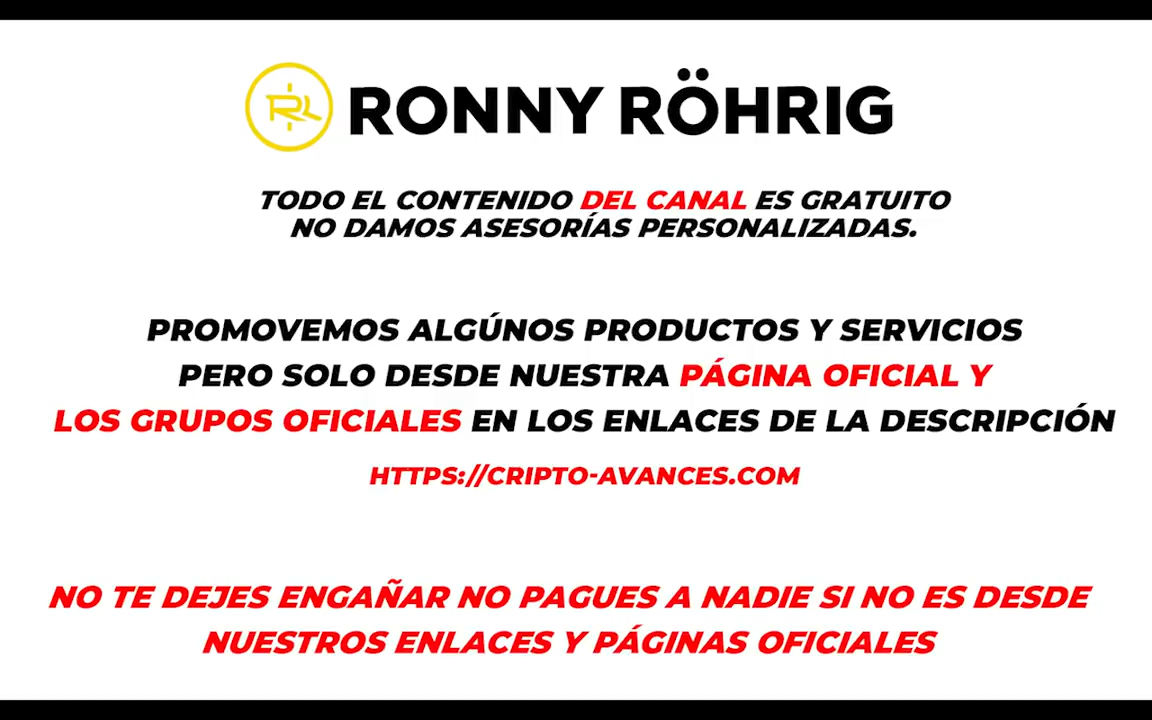 RONNY RÖHRIG
TODO EL CONTENIDO DEL CANAL ES GRATUITO
NO DAMOS ASESORÍAS PERSONALIZADAS.
PROMOVEMOS ALGÚNOS PRODUCTOS Y SERVICIOS
PERO SOLO DESDE NUESTRA PÁGINA OFICIAL Y
LOS GRUPOS OFICIALES EN LOS ENLACES DE LA DESCRIPCIÓN
HTTPS://CRIPTO-AVANCES.COM
NO TE DEJES ENGAÑAR NO PAGUES A NADIE SI NO ES DESDE
NUESTROS ENLACES Y PÁGINAS OFICIALES